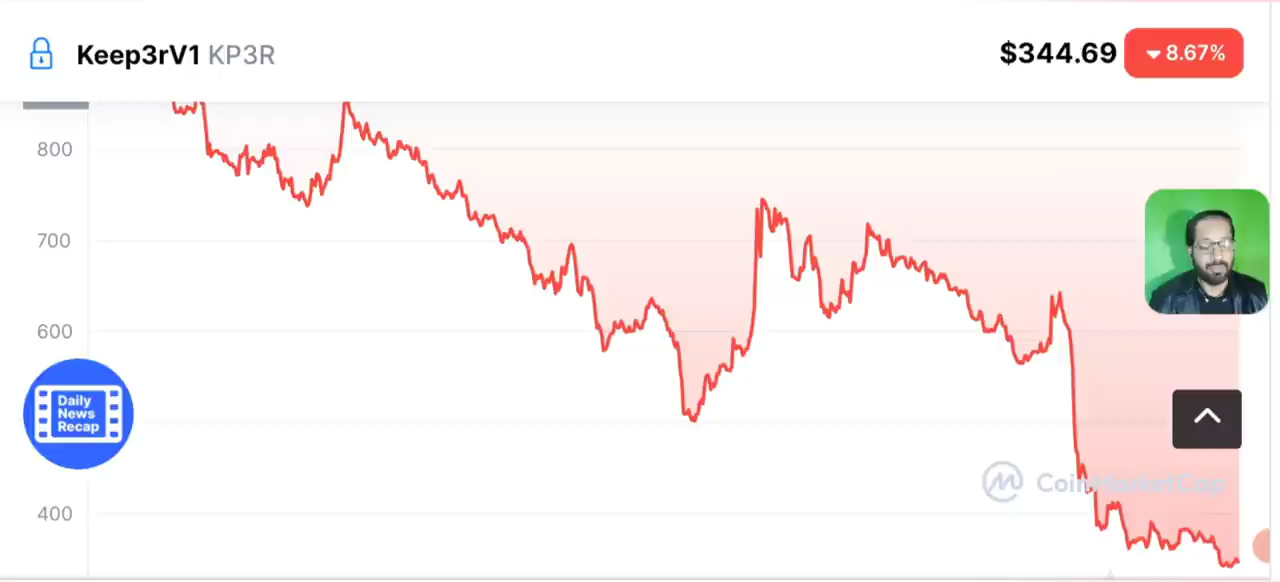 Keep3rV1 KP3R
$344.69 8.67%
800
700
600
400
Daily
News
Recap
CoinMarketCap